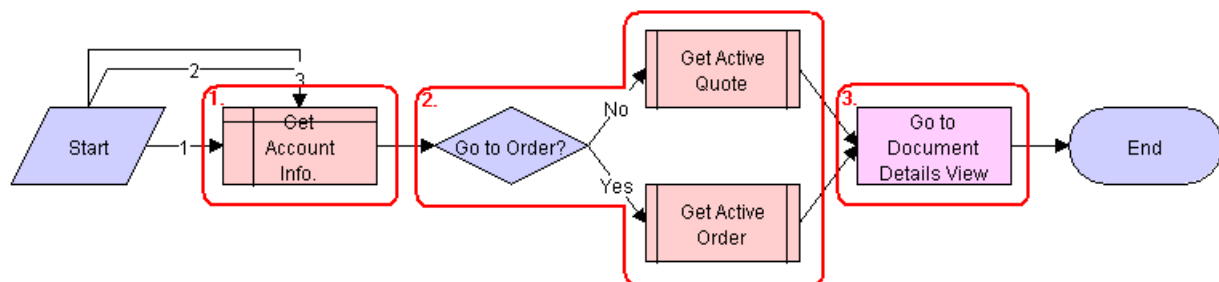 2
3
1.
Start
1
Get
Account
Info.
2.
Go to Order?
No
Yes
Get Active
Quote
Get Active
Order
3.
Go to
Document
Details View
End